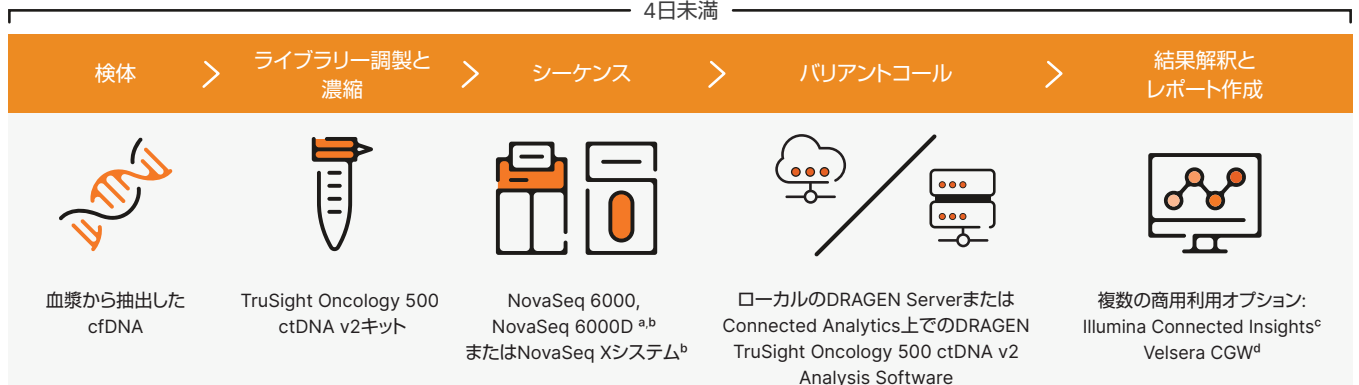 4日未満
検体
ライブラリー調製と
濃縮
シーケンス
バリアントコール
結果解釈と
レポート作成
血漿から抽出した
cfDNA
TruSight Oncology 500
ctDNA v2キット
NovaSeq 6000,
NovaSeq 6000D a,b
またはNovaSeq Xシステムb
ローカルのDRAGEN Serverまたは
Connected Analytics上でのDRAGEN
TruSight Oncology 500 ctDNA v2
Analysis Software
複数の商用利用オプション:
Illumina Connected Insightsc
Velsera CGWd